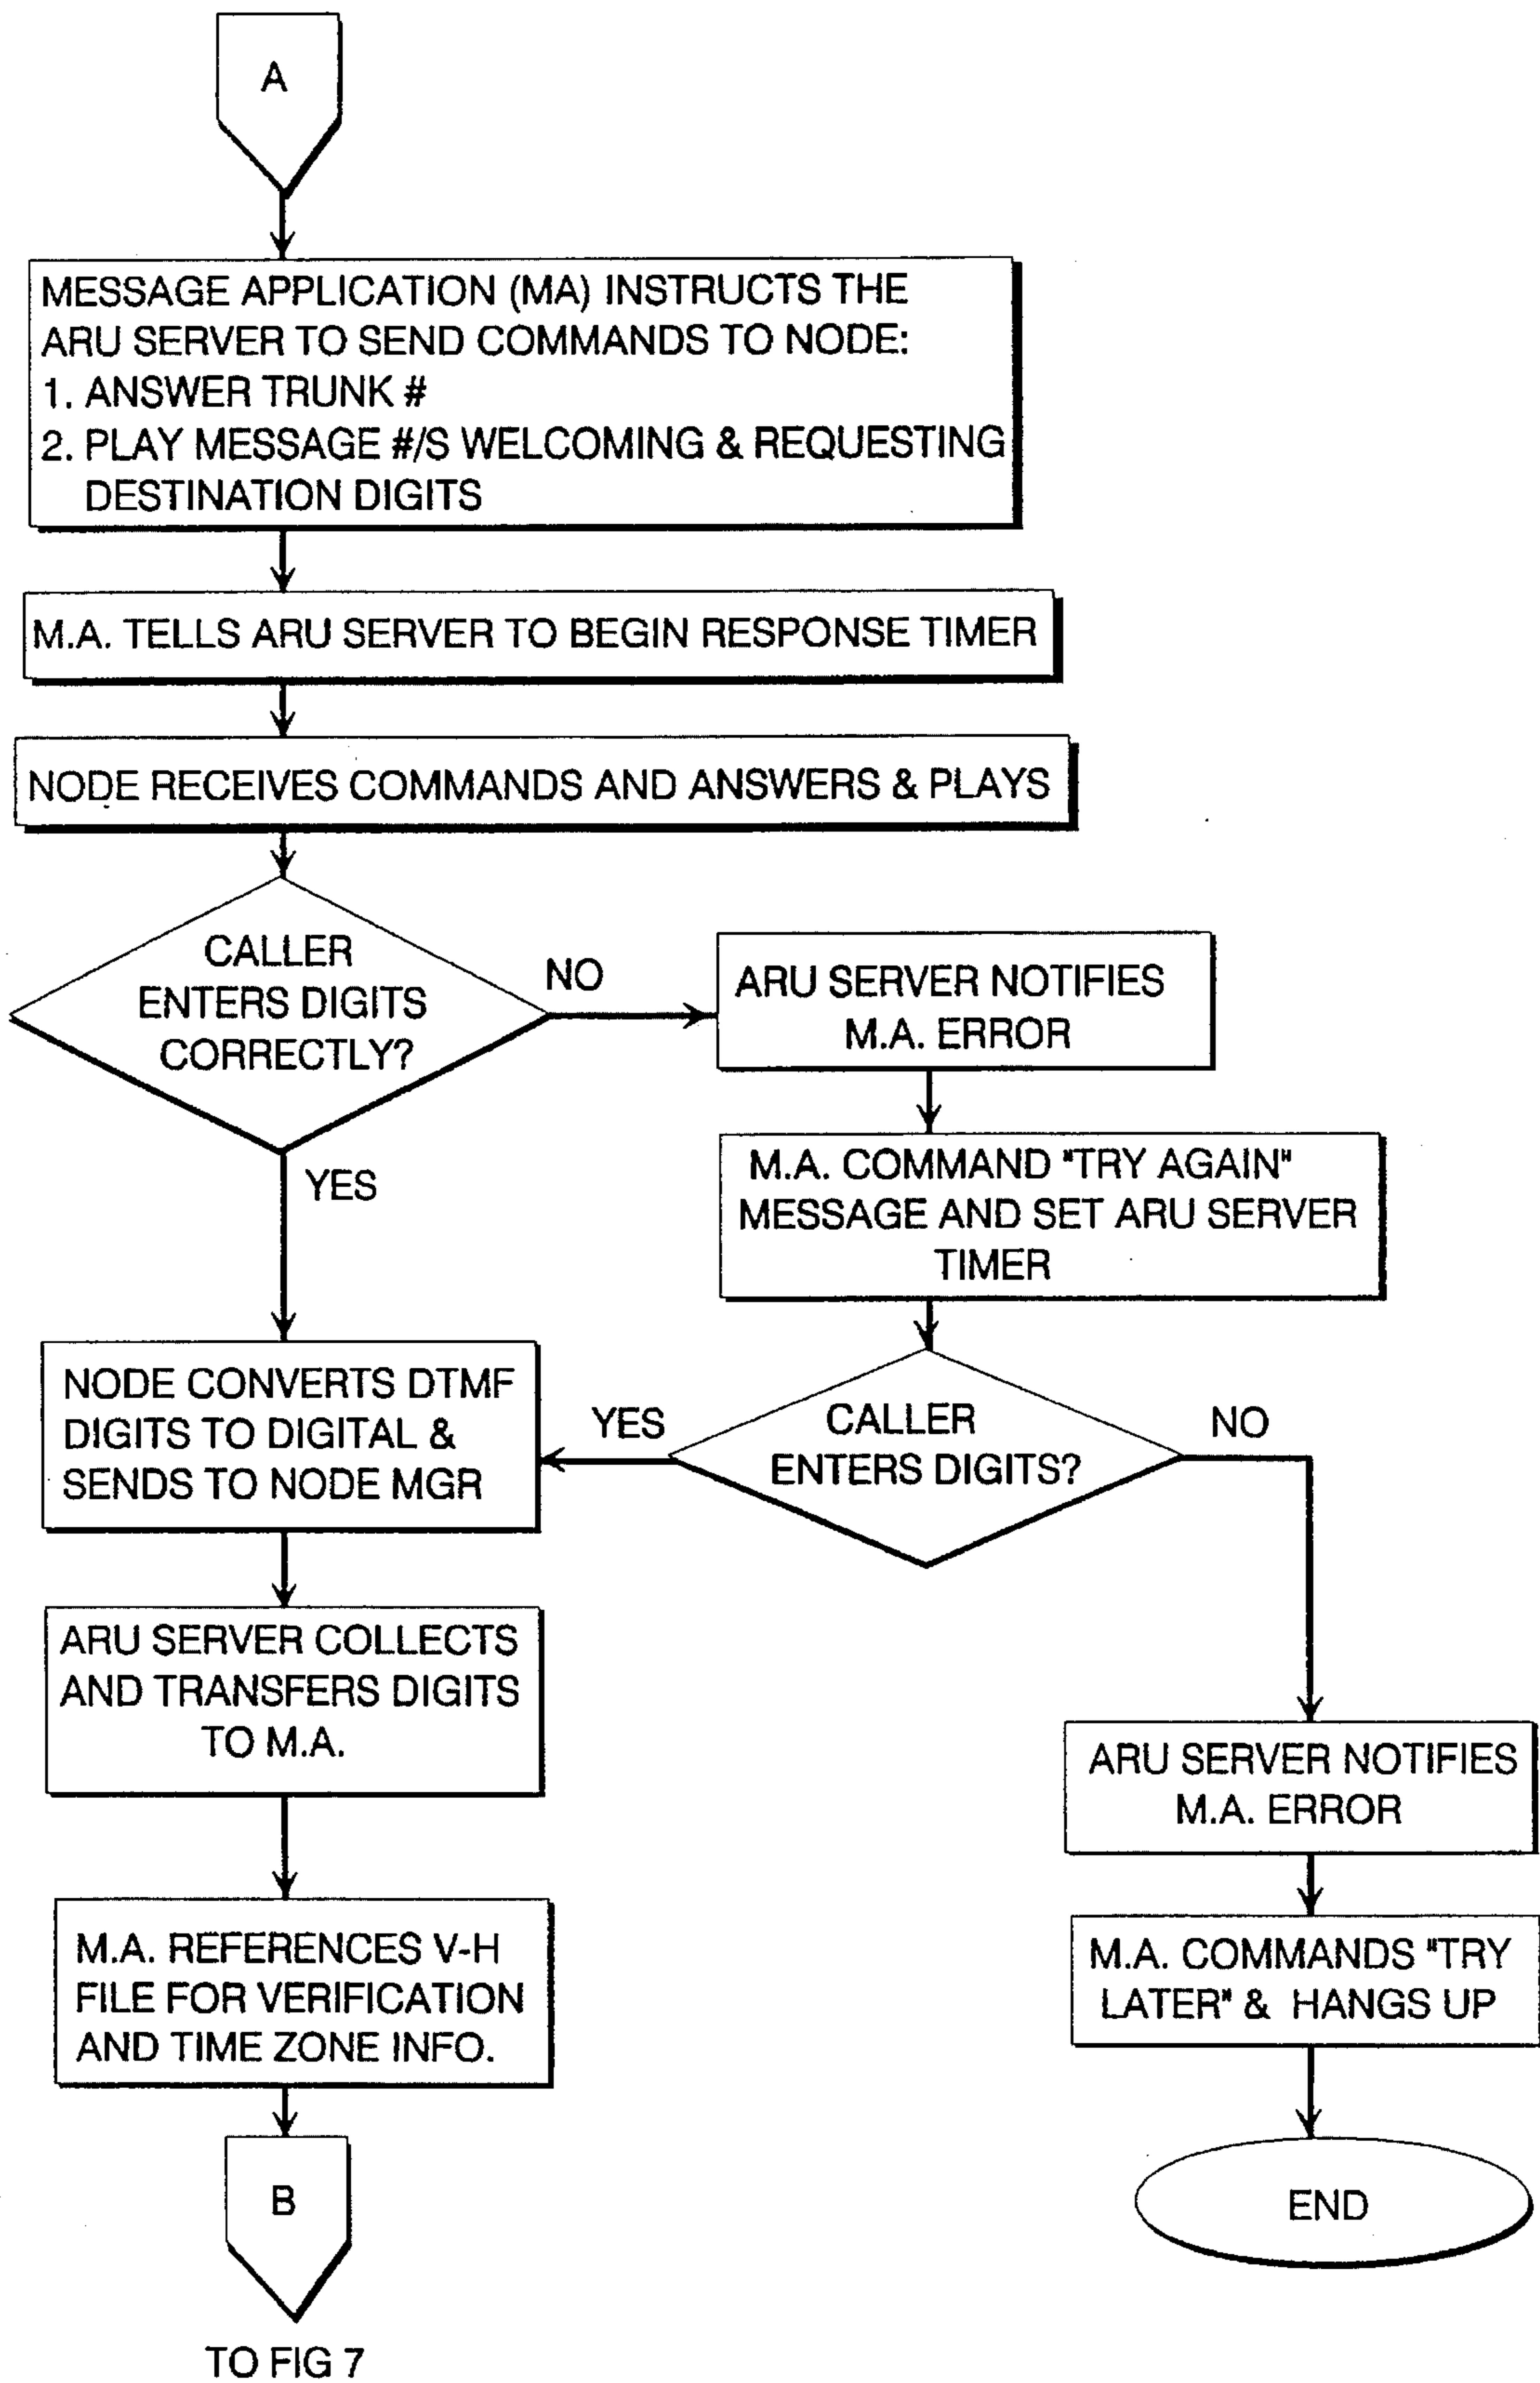 A
MESSAGE APPLICATION (MA) INSTRUCTS THE
ARU SERVER TO SEND COMMANDS TO NODE:
1. ANSWER TRUNK #
2. PLAY MESSAGE #/S WELCOMING & REQUESTING
DESTINATION DIGITS
M.A. TELLS ARU SERVER TO BEGIN RESPONSE TIMER
NODE RECEIVES COMMANDS AND ANSWERS & PLAYS
CALLER
ENTERS DIGITS
CORRECTLY?
NO
ARU SERVER NOTIFIES
M.A. ERROR
YES
M.A. COMMAND "TRY AGAIN"
MESSAGE AND SET ARU SERVER
TIMER
NODE CONVERTS DTMF
DIGITS TO DIGITAL &
SENDS TO NODE MGR
YES
CALLER
ENTERS DIGITS?
NO
ARU SERVER COLLECTS
AND TRANSFERS DIGITS
TO M.A.
ARU SERVER NOTIFIES
M.A. ERROR
M.A. REFERENCES V-H
FILE FOR VERIFICATION
AND TIME ZONE INFO.
M.A. COMMANDS "TRY
LATER" & HANGS UP
B
END
TO FIG 7